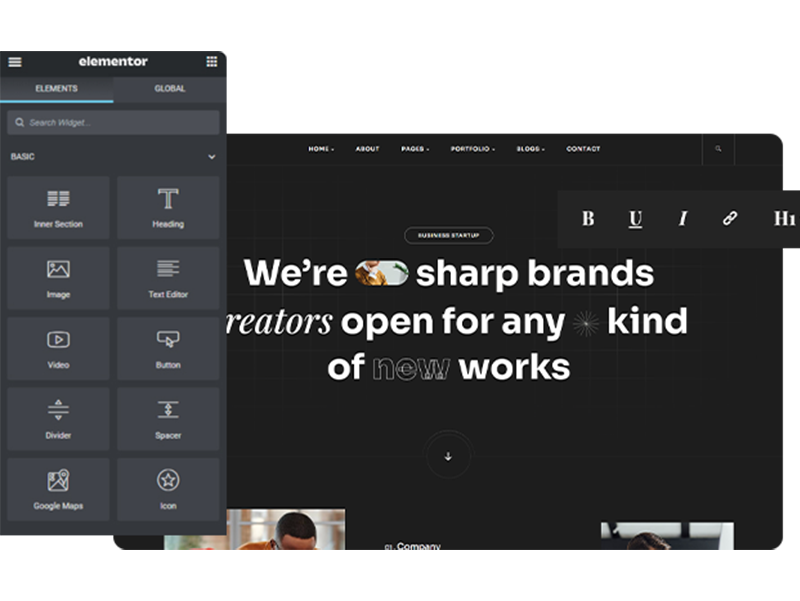 elementor
ELEMENTS GLOBAL
Search Widget...
BASIC
Inner Section Heading
Image Text Editor
Video Button
Divider Spacer
Google Maps Icon
HOME ABOUT PAGES PORTFOLIO BLOGS CONTACT
B U I H1
BUSINESS STARTUP
We’re sharp brands
reators open for any kind
of new works
01. Company